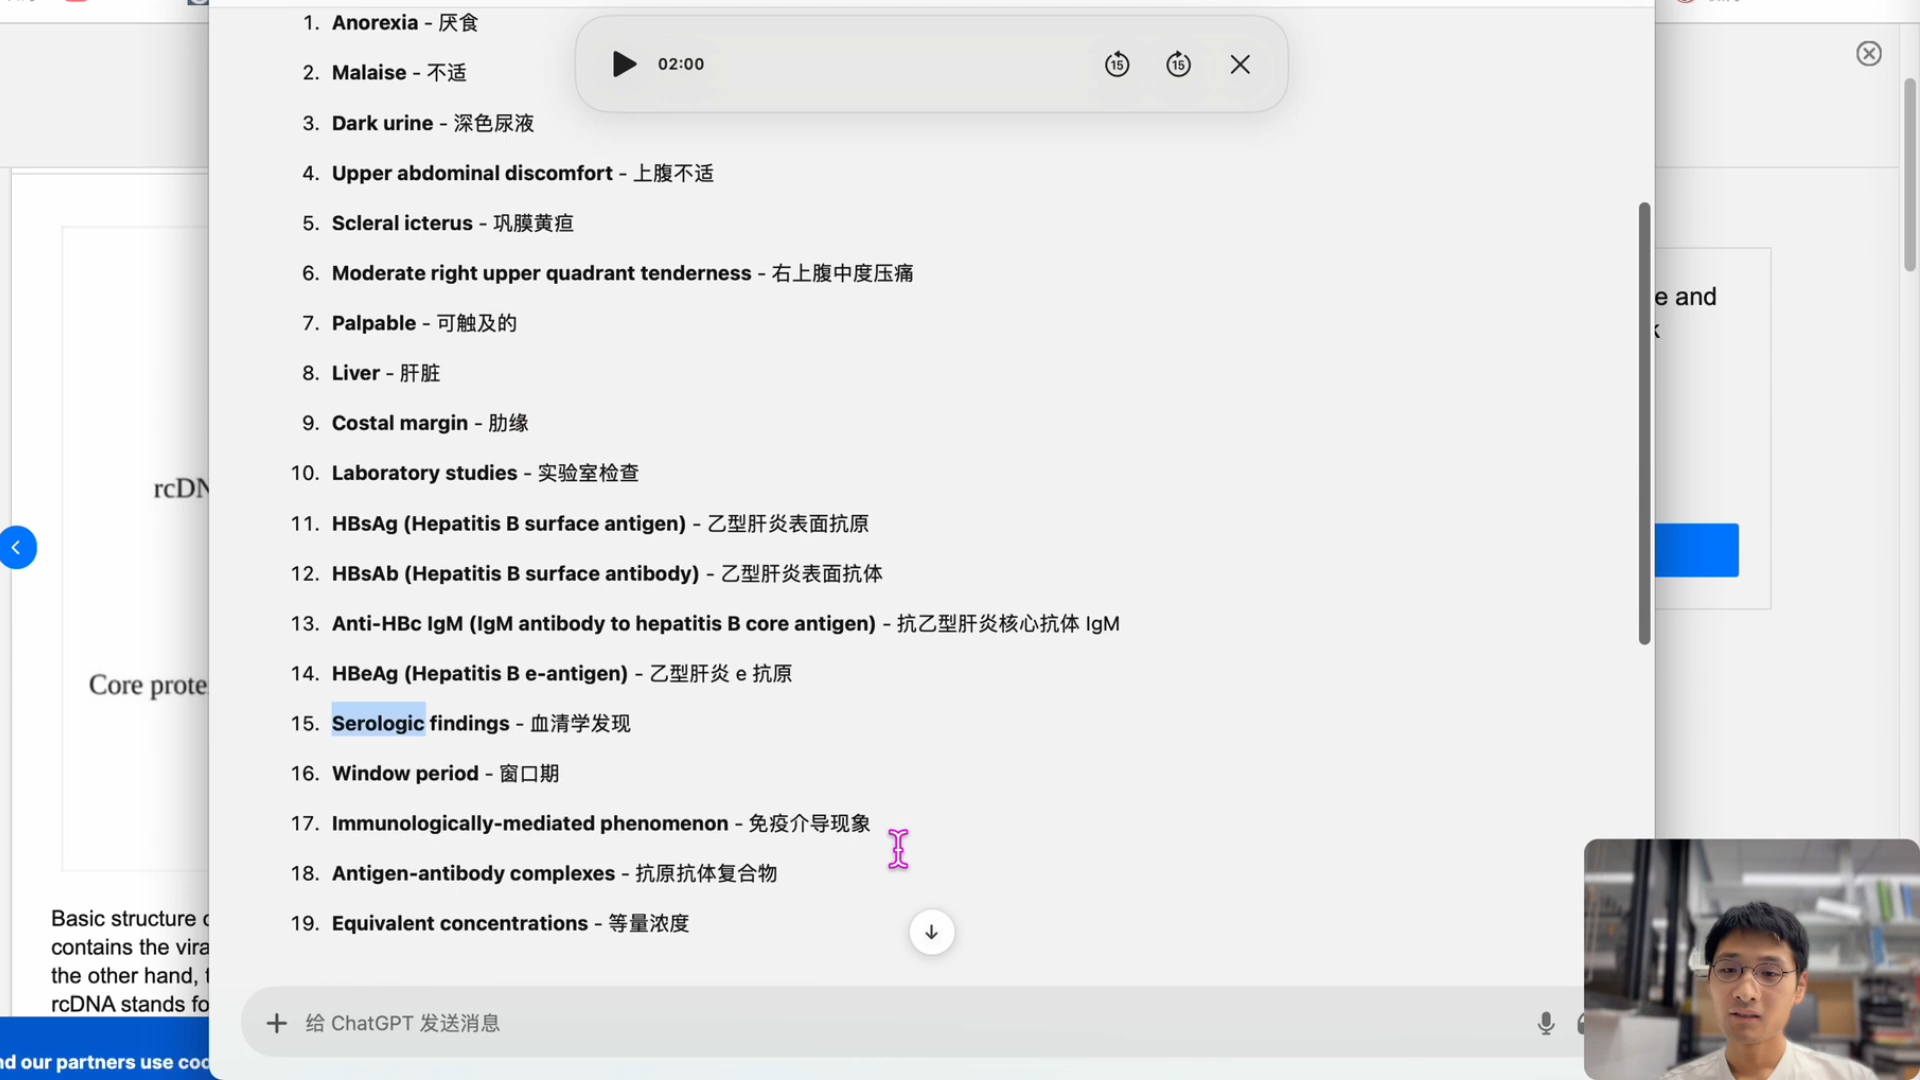 1. Anorexia - 厌食
02:00
15
15
2. Malaise - 不适
3. Dark urine - 深色尿液
4. Upper abdominal discomfort - 上腹不适
5. Scleral icterus - 巩膜黄疸
6. Moderate right upper quadrant tenderness - 右上腹中度压痛
e and
7. Palpable - 可触及的
8. Liver - 肝脏
9. Costal margin - 肋缘
10. Laboratory studies - 实验室检查
rcDN
11. HBsAg (Hepatitis B surface antigen) - 乙型肝炎表面抗原
12. HBsAb (Hepatitis B surface antibody) - 乙型肝炎表面抗体
13. Anti-HBc IgM (IgM antibody to hepatitis B core antigen) - 抗乙型肝炎核心抗体 IgM
14. HBeAg (Hepatitis B e-antigen) - 乙型肝炎 e 抗原
Core prote
15. Serologic findings - 血清学发现
16. Window period - 窗口期
17. Immunologically-mediated phenomenon - 免疫介导现象
18. Antigen-antibody complexes - 抗原抗体复合物
19. Equivalent concentrations - 等量浓度
Basic structure
contains the vira
the other hand,
rcDNA stands fo
给 ChatGPT 发送消息
nd our partners use coo